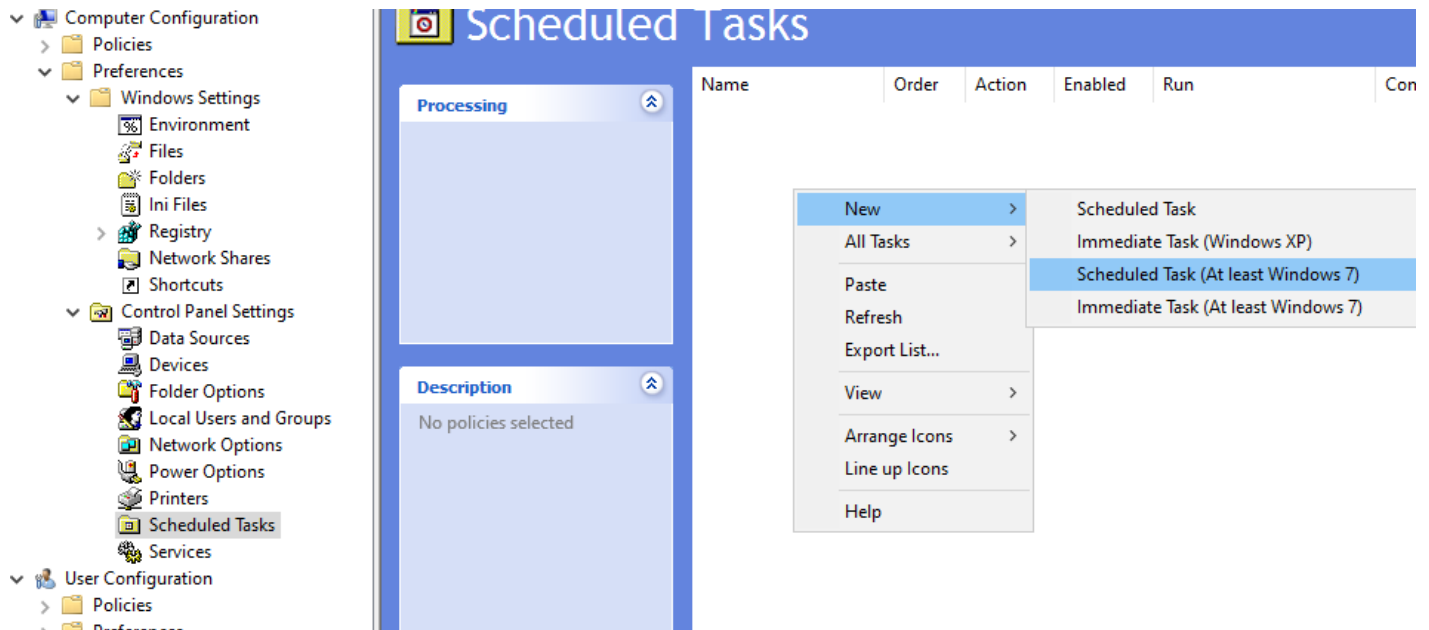 Computer Configuration
Policies
Preferences
Windows Settings
Environment
Files
Folders
Ini Files
Registry
Network Shares
Shortcuts
Control Panel Settings
Data Sources
Devices
Folder Options
Local Users and Groups
Network Options
Power Options
Printers
Scheduled Tasks
Services
User Configuration
Policies
Preferences
Scheduled Tasks
Processing
Description
No policies selected
Name Order Action Enabled Run Con
New
All Tasks
Paste
Refresh
Export List...
View
Arrange Icons
Line up Icons
Help
Scheduled Task
Immediate Task (Windows XP)
Scheduled Task (At least Windows 7)
Immediate Task (At least Windows 7)